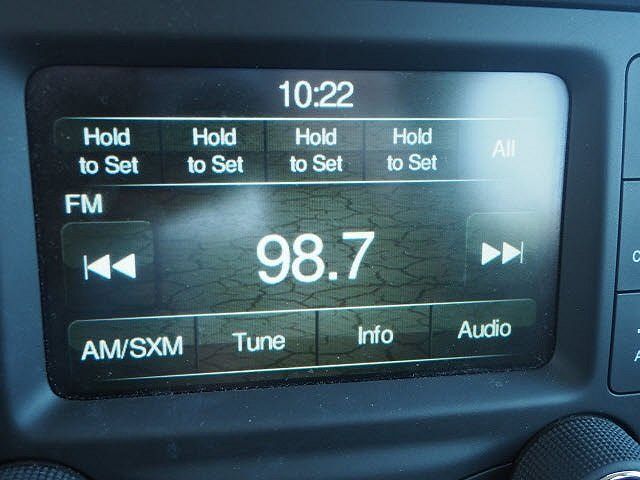 10:22
Hold Hold Hold Hold All
to Set to Set to Set to Set
FM
98.7
AM/SXM Tune Info Audio